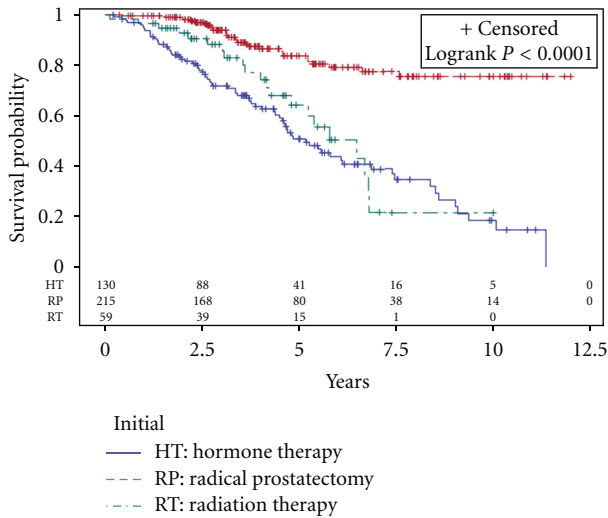 1
0.8
0.6
0.4
0.2
0
Survival probability
+ Censored
Logrank P < 0.0001
HT 130 88 41 16 5 0
RP 215 168 80 38 14 0
RT 59 39 15 1 0
0 2.5 5 7.5 10 12.5
Years
Initial
HT: hormone therapy
RP: radical prostatectomy
RT: radiation therapy